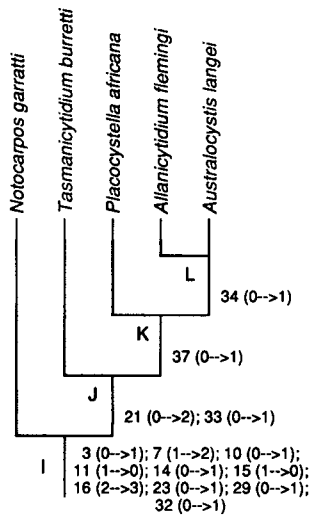 Notocarpos garratti
Tasmanicytidium burretti
Placocystella africana
Allanicytidium flemingi
Australocystis langei
L
34 (0-->1)
K
37 (0-->1)
J
21 (0-->2); 33 (0-->1)
I
3 (0-->1); 7 (1-->2); 10 (0-->1);
11 (1-->0); 14 (0-->1); 15 (1-->0);
16 (2-->3); 23 (0-->1); 29 (0-->1);
32 (0-->1)